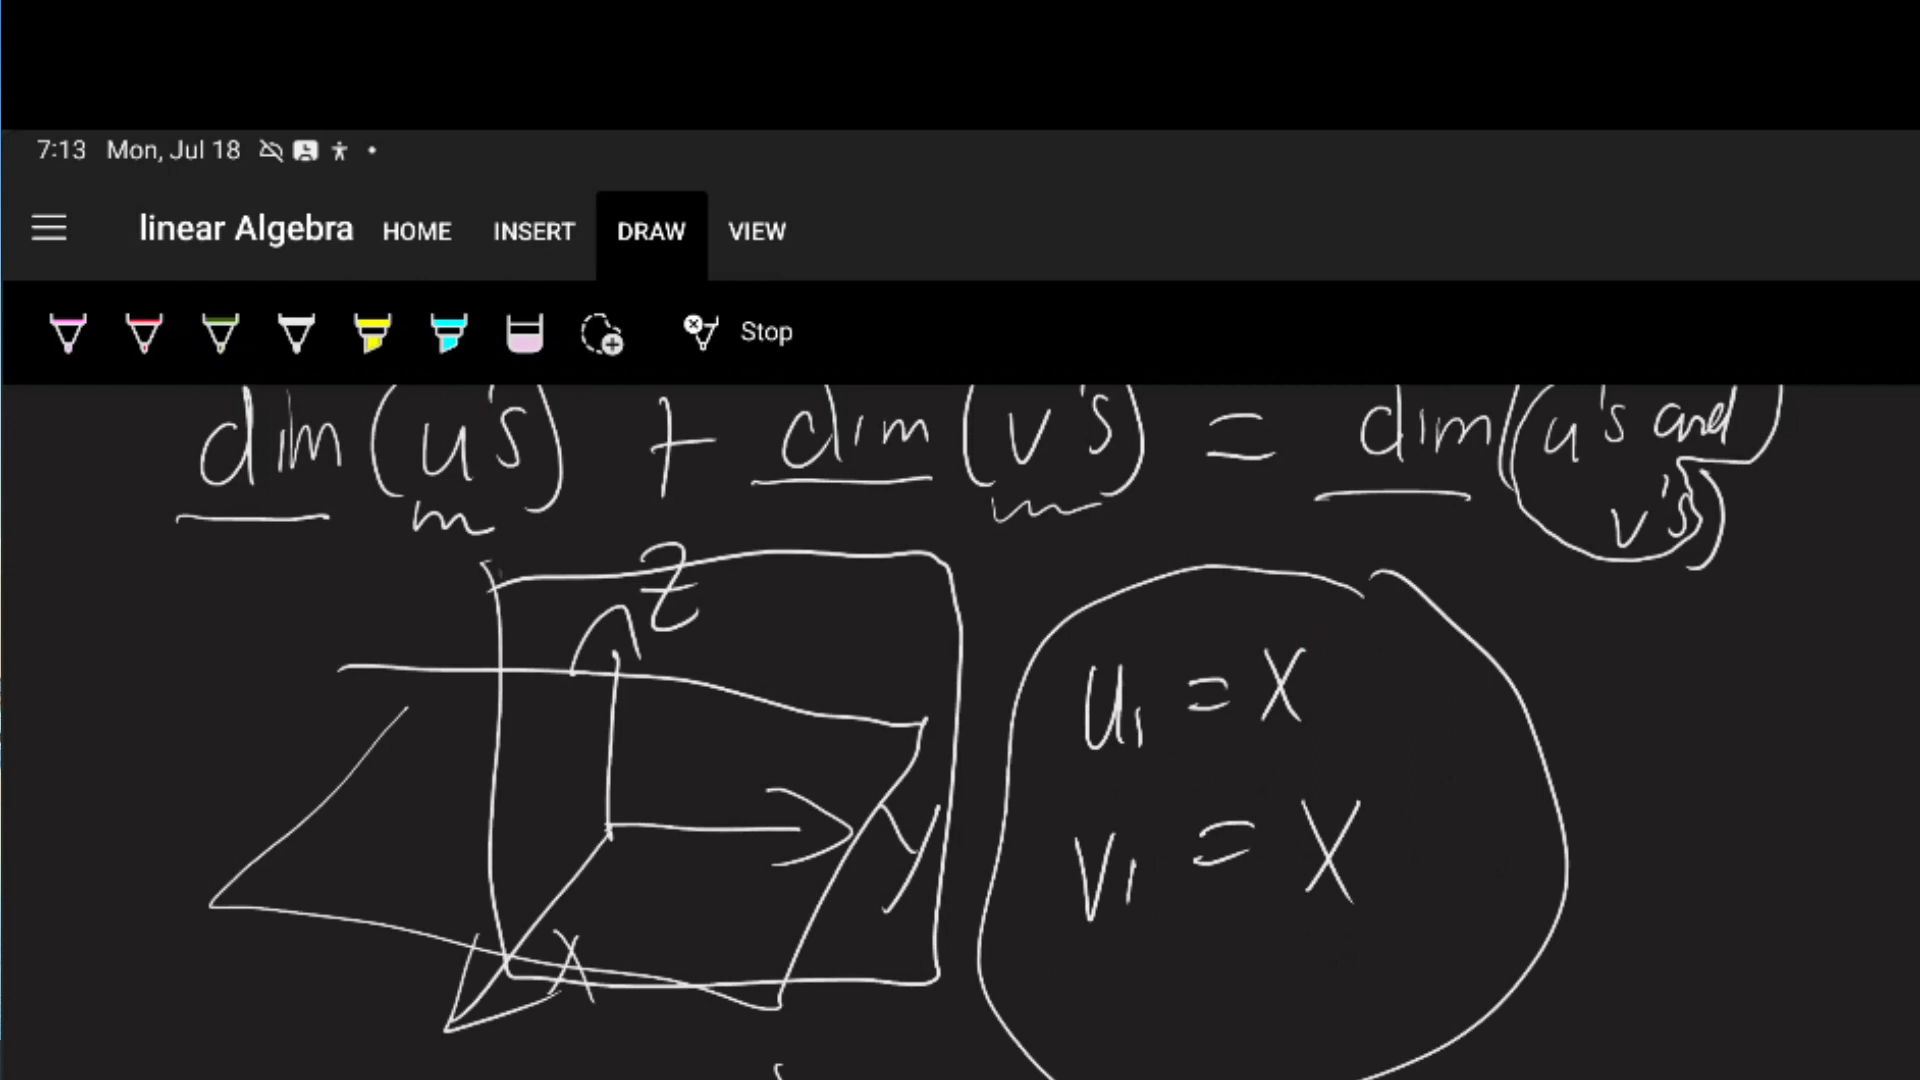 7:13 Mon, Jul 18
linear Algebra HOME INSERT DRAW VIEW
Stop
dim (u's) + dim (v's) = dim((u's and
v's))
Z
u1 = X
Y
v1 = X
X